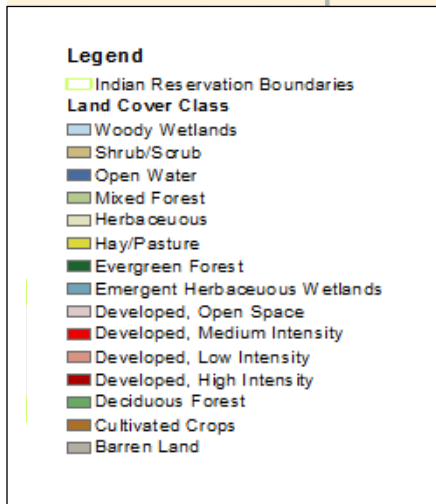 Legend
Indian Reservation Boundaries
Land Cover Class
Woody Wetlands
Shrub/Scrub
Open Water
Mixed Forest
Herbaceuous
Hay/Pasture
Evergreen Forest
Emergent Herbaceuous Wetlands
Developed, Open Space
Developed, Medium Intensity
Developed, Low Intensity
Developed, High Intensity
Deciduous Forest
Cultivated Crops
Barren Land